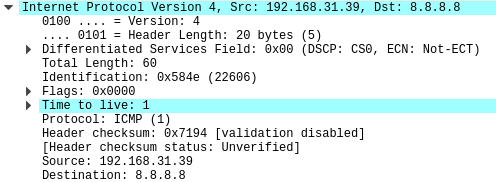 Internet Protocol Version 4, Src: 192.168.31.39, Dst: 8.8.8.8
0100 .... = Version: 4
.... 0101 = Header Length: 20 bytes (5)
Differentiated Services Field: 0x00 (DSCP: CS0, ECN: Not-ECT)
Total Length: 60
Identification: 0x584e (22606)
Flags: 0x0000
Time to live: 1
Protocol: ICMP (1)
Header checksum: 0x7194 [validation disabled]
[Header checksum status: Unverified]
Source: 192.168.31.39
Destination: 8.8.8.8